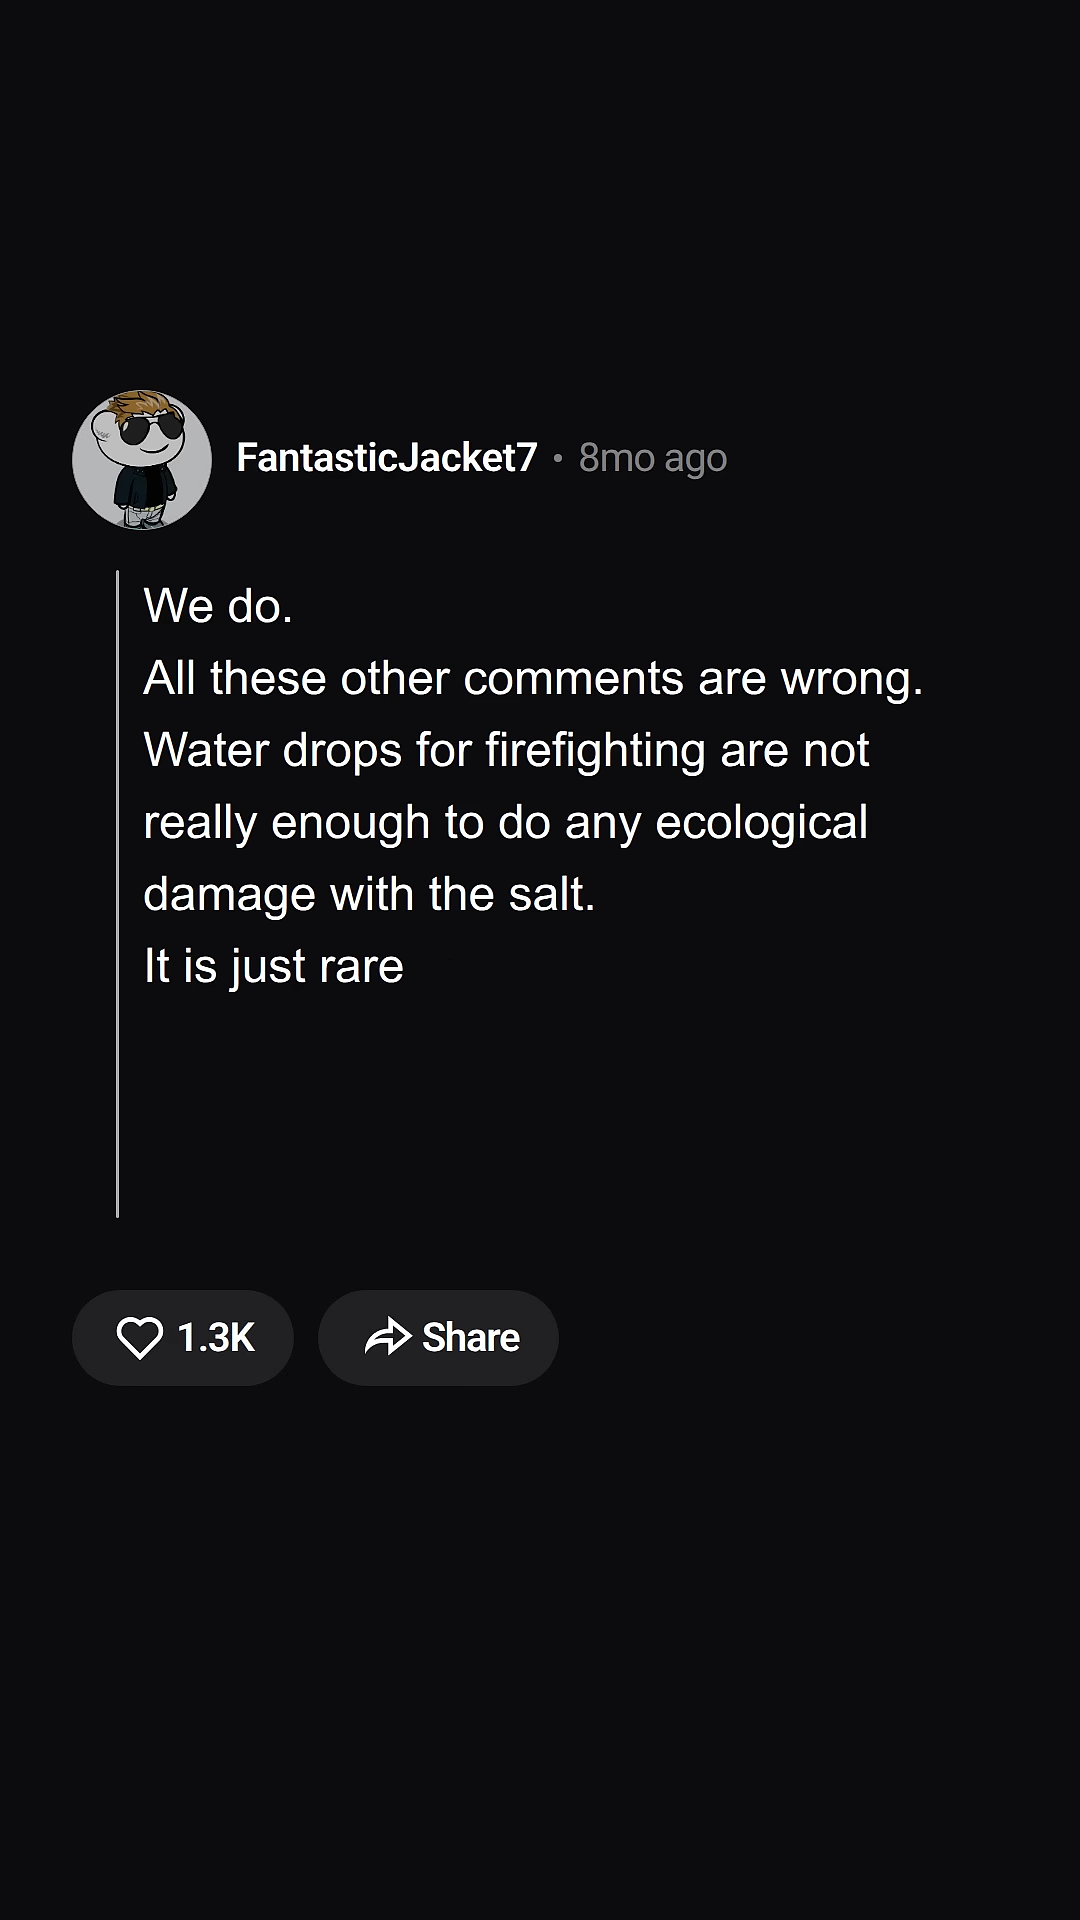 FantasticJacket7 • 8mo ago
We do.
All these other comments are wrong.
Water drops for firefighting are not
really enough to do any ecological
damage with the salt.
It is just rare
1.3K Share